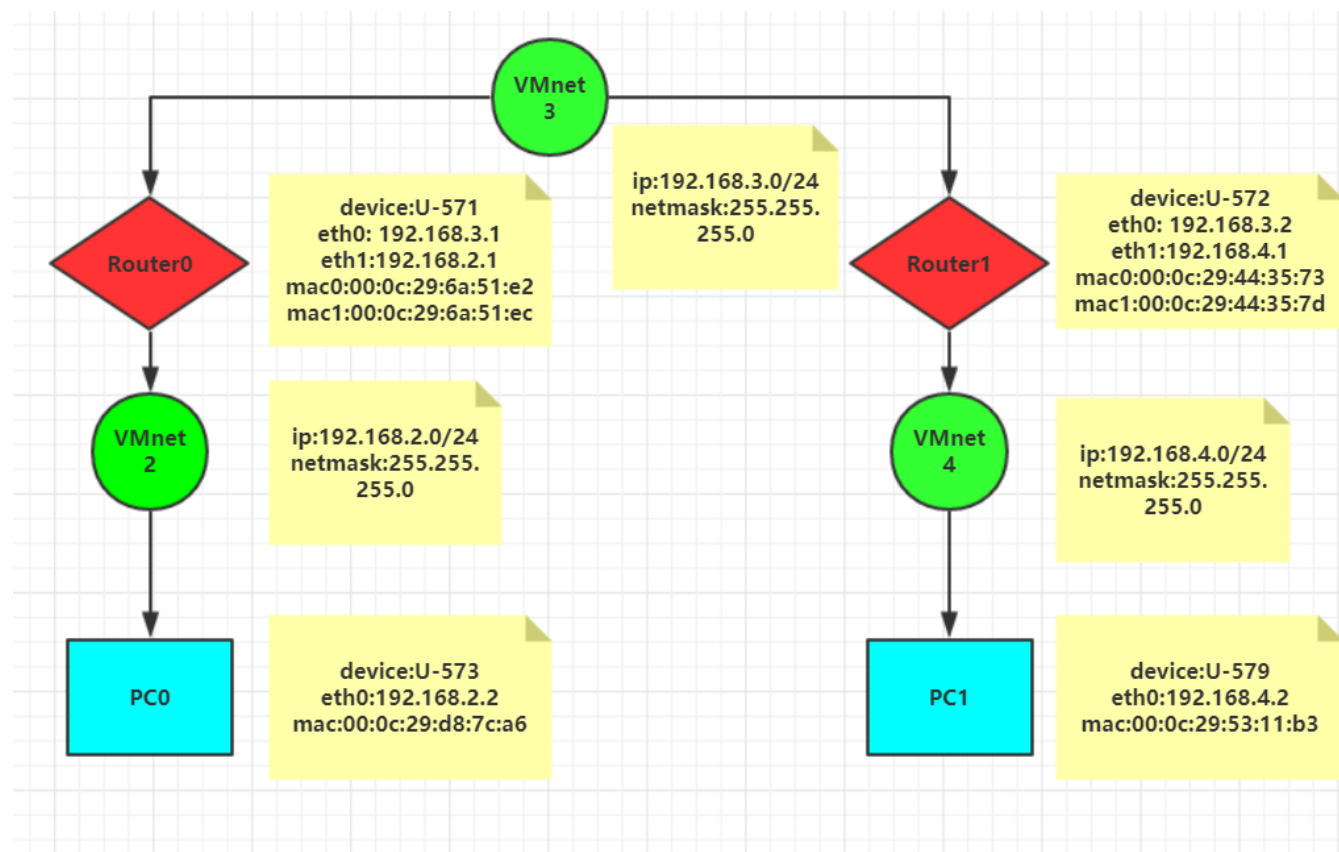 VMnet
3
ip:192.168.3.0/24
netmask:255.255.
255.0
Router0
device:U-571
eth0: 192.168.3.1
eth1:192.168.2.1
mac0:00:0c:29:6a:51:e2
mac1:00:0c:29:6a:51:ec
Router1
device:U-572
eth0: 192.168.3.2
eth1:192.168.4.1
mac0:00:0c:29:44:35:73
mac1:00:0c:29:44:35:7d
VMnet
2
ip:192.168.2.0/24
netmask:255.255.
255.0
VMnet
4
ip:192.168.4.0/24
netmask:255.255.
255.0
PC0
device:U-573
eth0:192.168.2.2
mac:00:0c:29:d8:7c:a6
PC1
device:U-579
eth0:192.168.4.2
mac:00:0c:29:53:11:b3